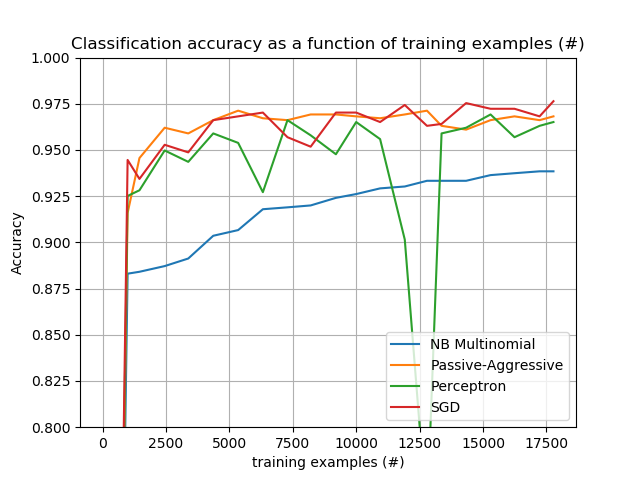 Classification accuracy as a function of training examples (#)
1.000
0.975
0.950
0.925
0.900
0.875
0.850
0.825
0.800
Accuracy
NB Multinomial
Passive-Aggressive
Perceptron
SGD
0 2500 5000 7500 10000 12500 15000 17500
training examples (#)